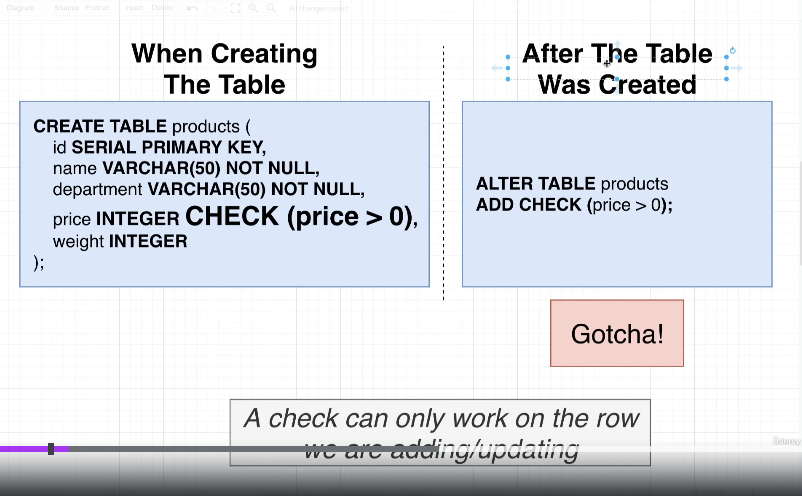 Diagram
Shapes Format
Insert Delete
All changes saved
When Creating
The Table
CREATE TABLE products (
id SERIAL PRIMARY KEY,
name VARCHAR(50) NOT NULL,
department VARCHAR(50) NOT NULL,
price INTEGER CHECK (price > 0),
weight INTEGER
);
After The Table
Was Created
ALTER TABLE products
ADD CHECK (price > 0);
Gotcha!
A check can only work on the row
we are adding/updating
Udemy